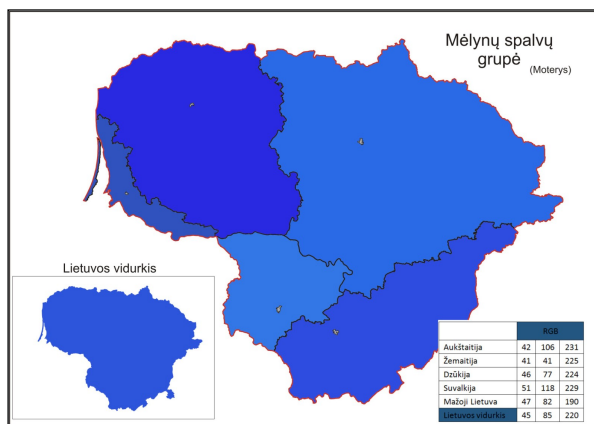 Mėlynų spalvų
grupė
(Moterys)
Lietuvos vidurkis
RGB
Aukštaitija 42 106 231
Žemaitija 41 41 225
Dzūkija 46 77 224
Suvalkija 51 118 229
Mažoji Lietuva 47 82 190
Lietuvos vidurkis 45 85 220